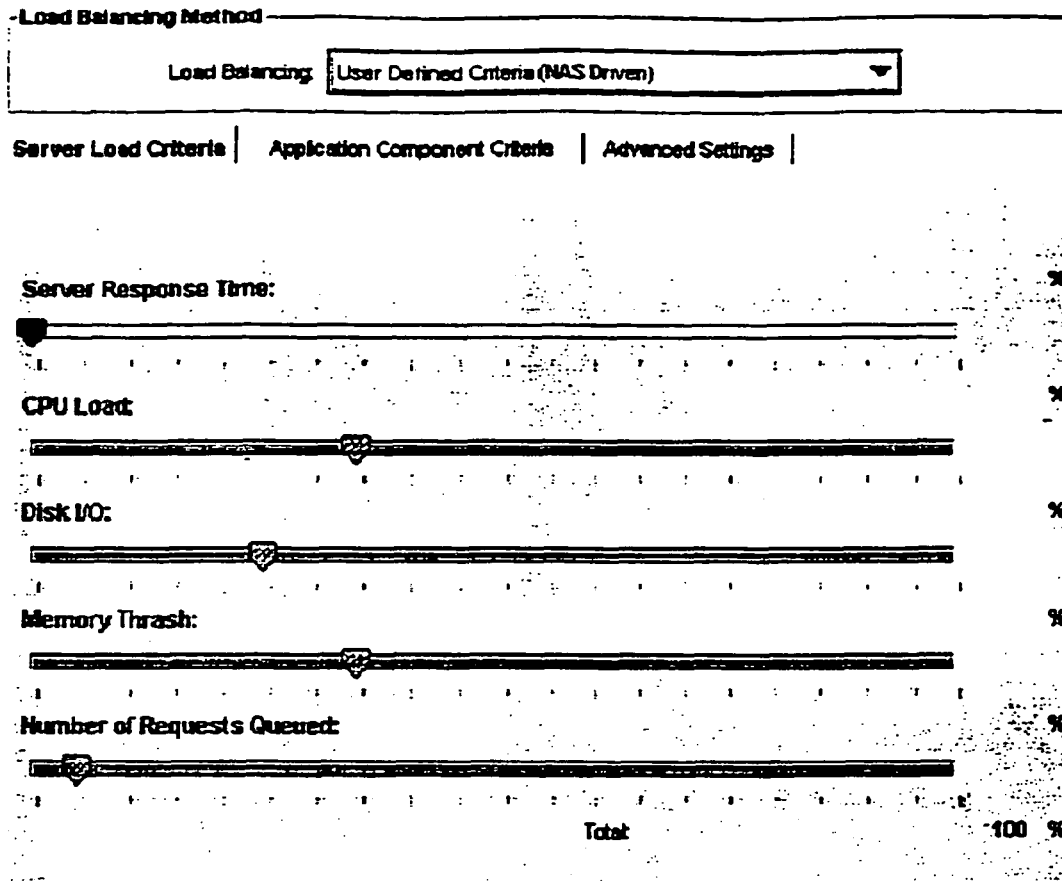 Load Balancing Method
Load Balancing: User Defined Criteria (NAS Driven)
Server Load Criteria | Application Component Criteria | Advanced Settings |
Server Response Time: %
CPU Load: %
Disk I/O: %
Memory Thrash: %
Number of Requests Queued: %
Total: 100 %